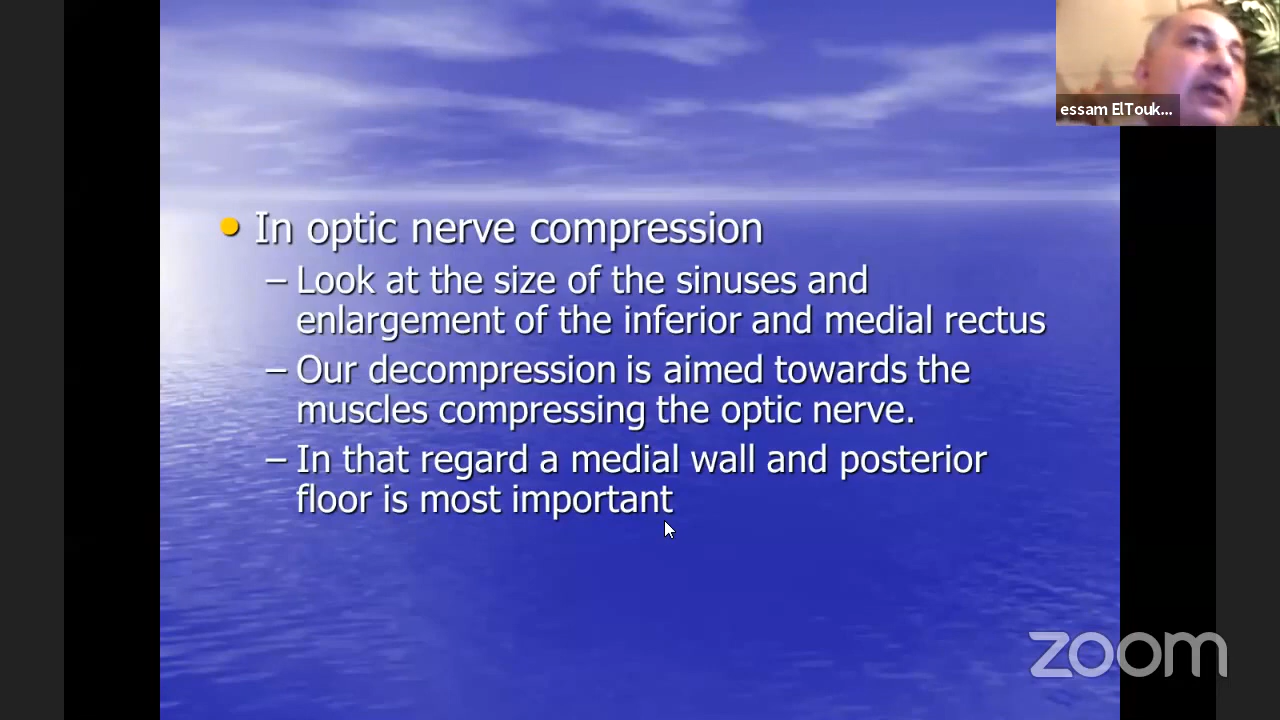 essam ElTouk...
• In optic nerve compression
– Look at the size of the sinuses and
enlargement of the inferior and medial rectus
– Our decompression is aimed towards the
muscles compressing the optic nerve.
– In that regard a medial wall and posterior
floor is most important
zoom